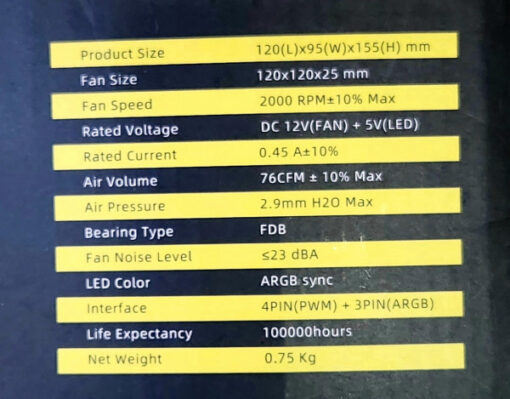 Product Size 120(L)x95(W)x155(H) mm
Fan Size 120x120x25 mm
Fan Speed 2000 RPM±10% Max
Rated Voltage DC 12V(FAN) + 5V(LED)
Rated Current 0.45 A±10%
Air Volume 76CFM ± 10% Max
Air Pressure 2.9mm H2O Max
Bearing Type FDB
Fan Noise Level ≤23 dBA
LED Color ARGB sync
Interface 4PIN(PWM) + 3PIN(ARGB)
Life Expectancy 100000hours
Net Weight 0.75 Kg